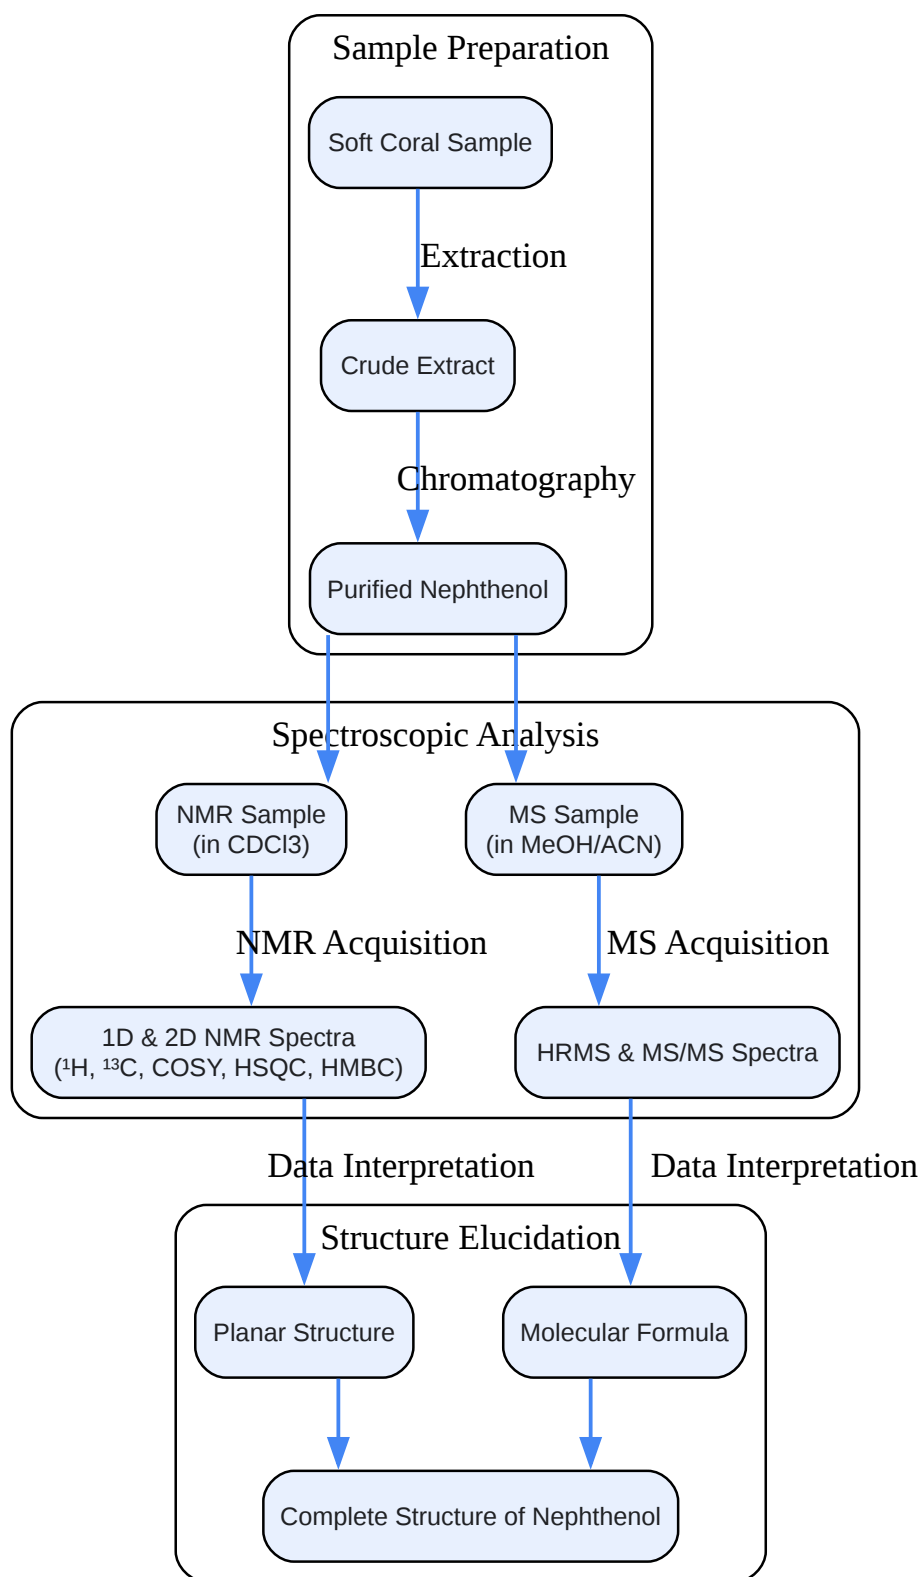 Sample Preparation
Soft Coral Sample
Extraction
Crude Extract
Chromatography
Purified Nephthenol
Spectroscopic Analysis
NMR Sample
(in CDCl3)
MS Sample
(in MeOH/ACN)
NMR Acquisition
MS Acquisition
1D & 2D NMR Spectra
(¹H, ¹³C, COSY, HSQC, HMBC)
HRMS & MS/MS Spectra
Data Interpretation
Data Interpretation
Structure Elucidation
Planar Structure
Molecular Formula
Complete Structure of Nephthenol